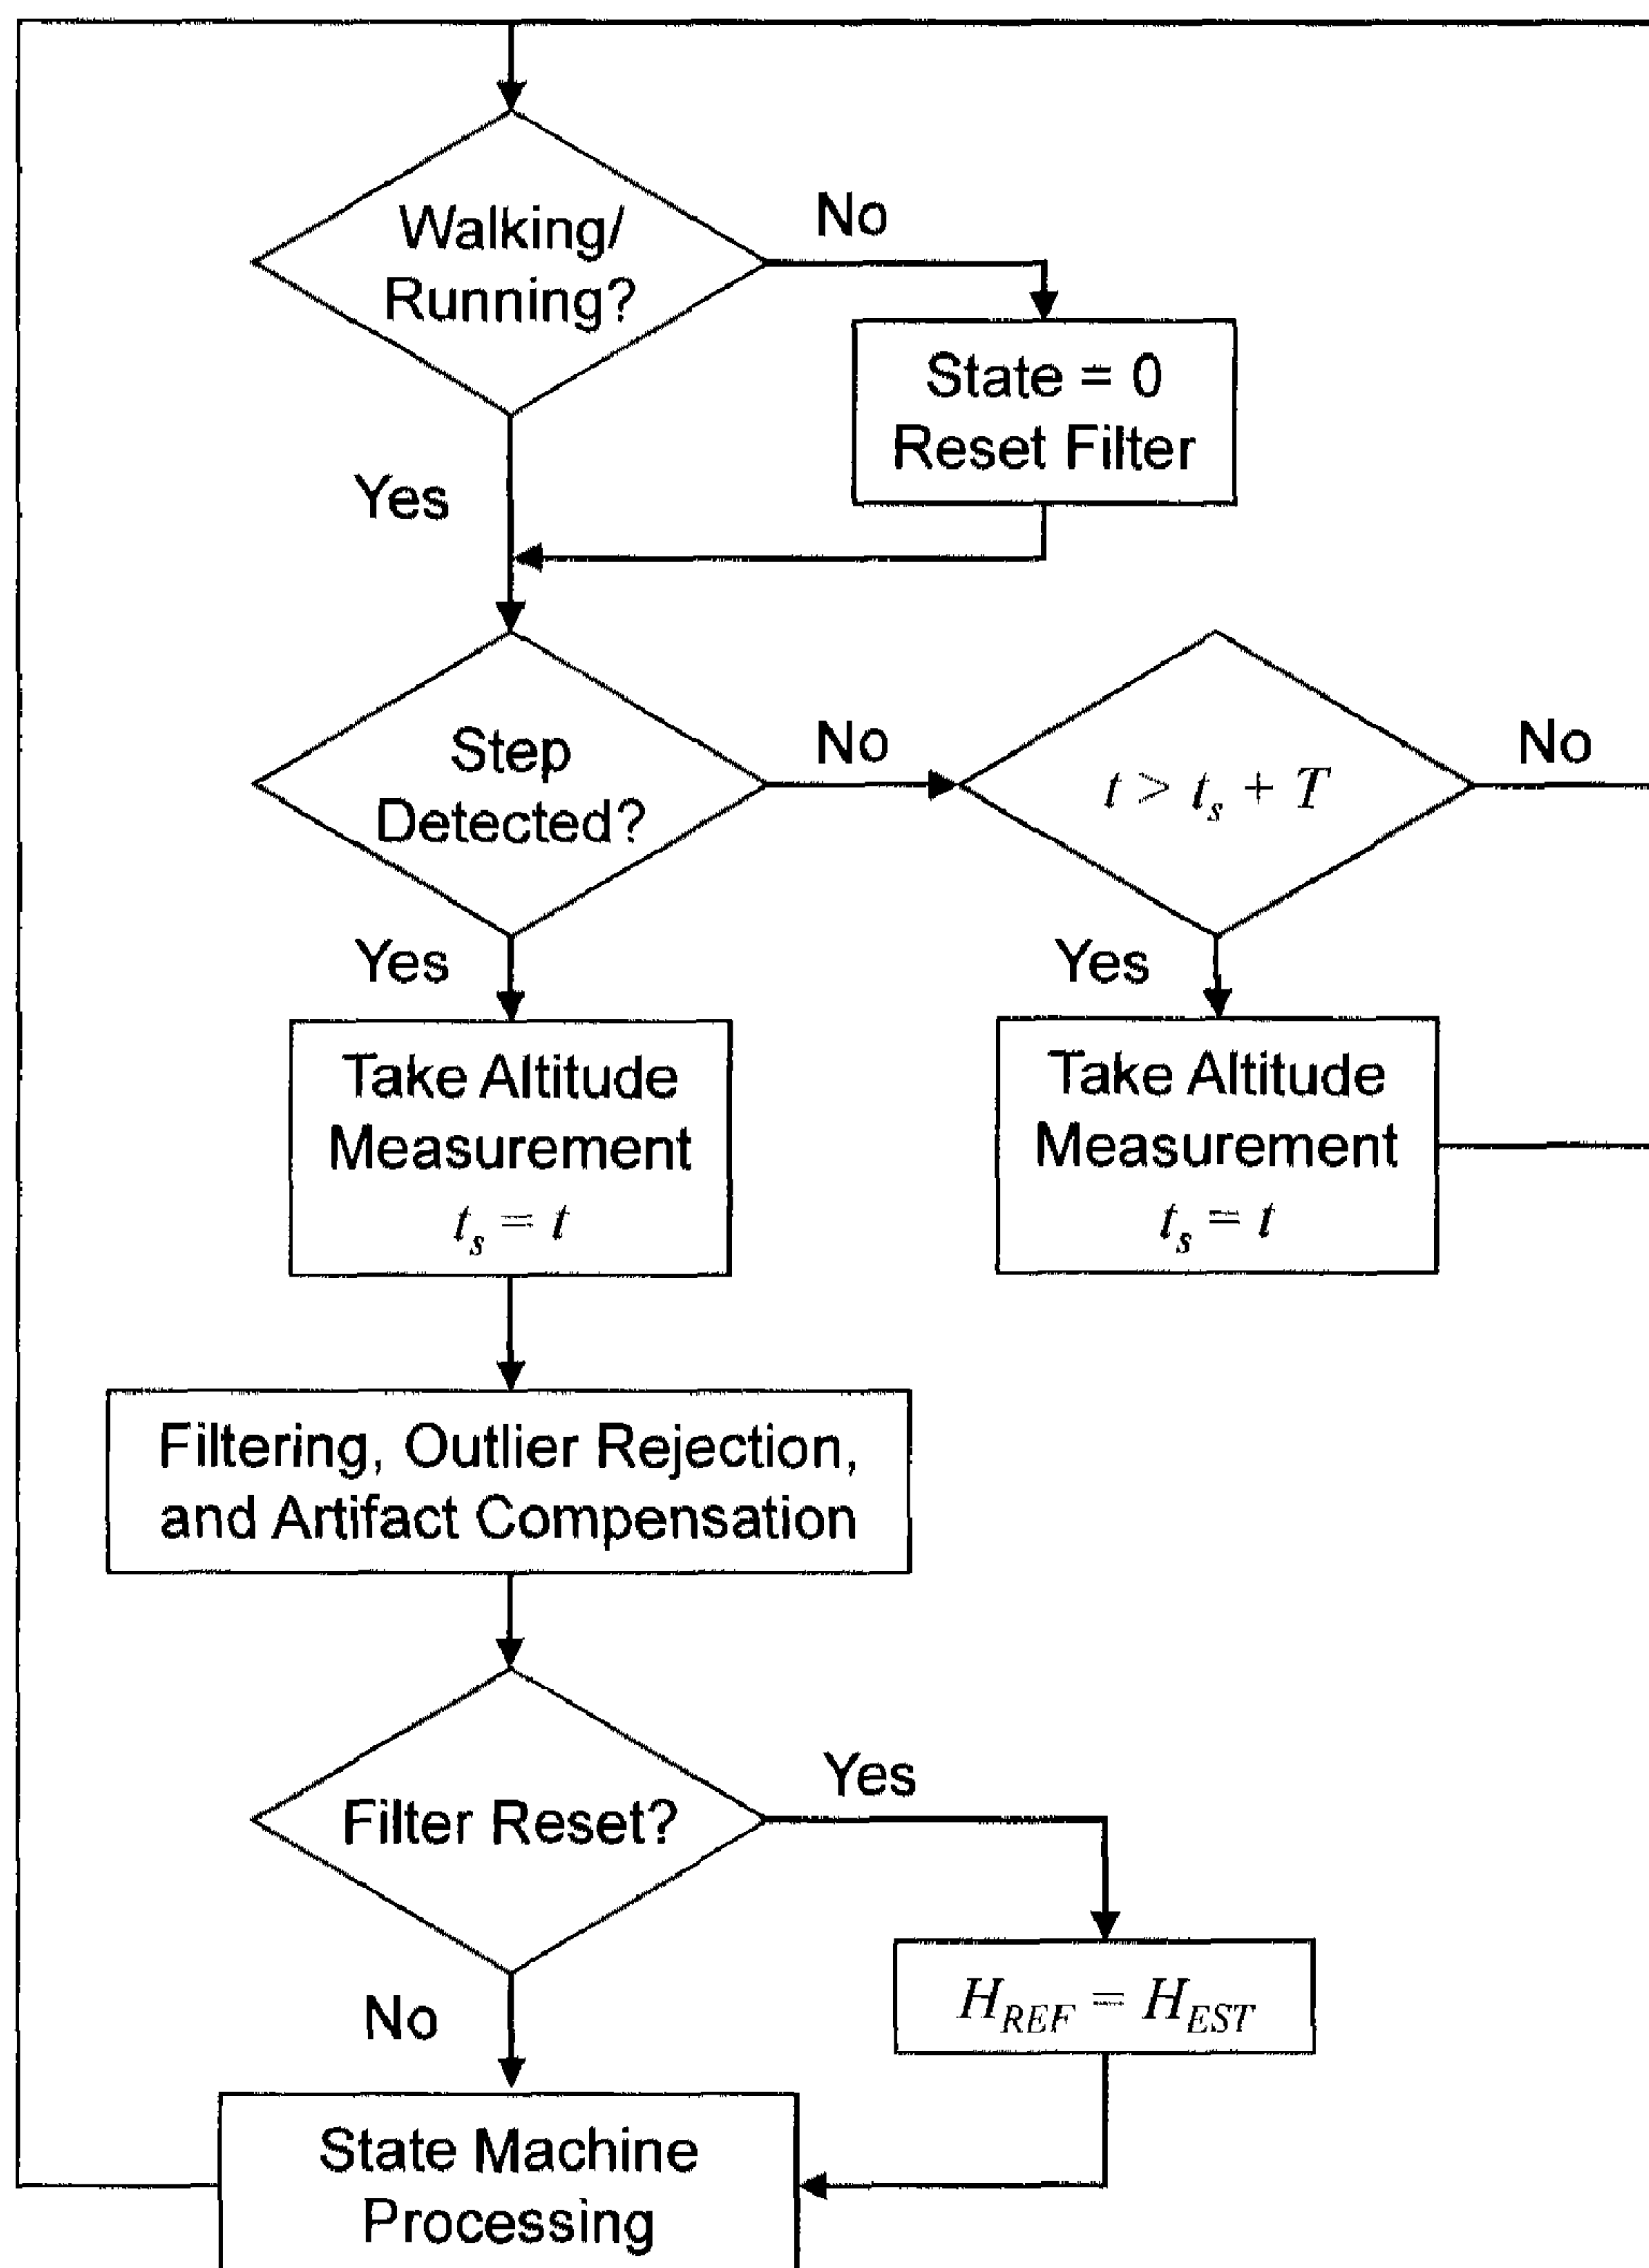 Walking/
Running?
No
State = 0
Reset Filter
Yes
Step
Detected?
No
t > t_s + T
No
Yes
Take Altitude
Measurement
t_s = t
Yes
Take Altitude
Measurement
t_s = t
Filtering, Outlier Rejection,
and Artifact Compensation
Filter Reset?
Yes
H_REF = H_EST
No
State Machine
Processing